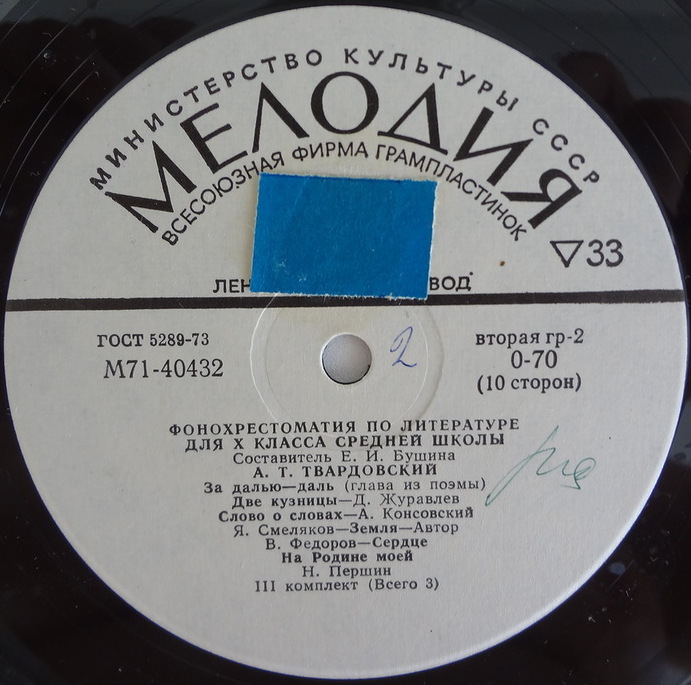 МИНИСТЕРСТВО КУЛЬТУРЫ СССР
МЕЛОДИЯ
ВСЕСОЮЗНАЯ ФИРМА ГРАМПЛАСТИНОК
▽33
ЛЕН ВОД
ГОСТ 5289-73
М71-40432
2
вторая гр-2
0-70
(10 сторон)
ФОНОХРЕСТОМАТИЯ ПО ЛИТЕРАТУРЕ
ДЛЯ X КЛАССА СРЕДНЕЙ ШКОЛЫ
Составитель Е. И. Бушина
А. Т. ТВАРДОВСКИЙ
За далью—даль (глава из поэмы)
Две кузницы—Д. Журавлев
Слово о словах—А. Консовский
Я. Смеляков—Земля—Автор
В. Федоров—Сердце
На Родине моей
Н. Першин
III комплект (Всего 3)